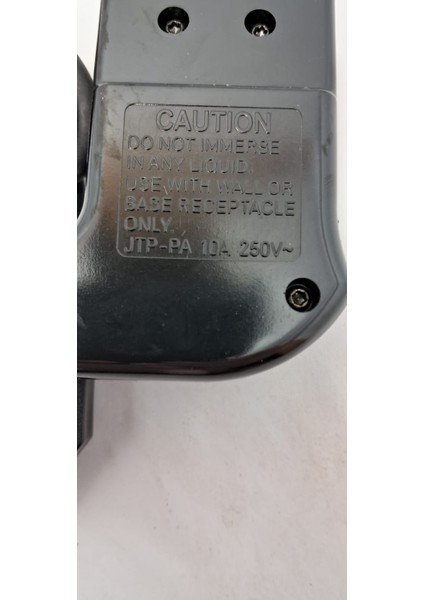 CAUTION
DO NOT IMMERSE
IN ANY LIQUID
USE WITH WALL OR
BASE RECEPTACLE
ONLY.
JTP-PA 10A 250V~